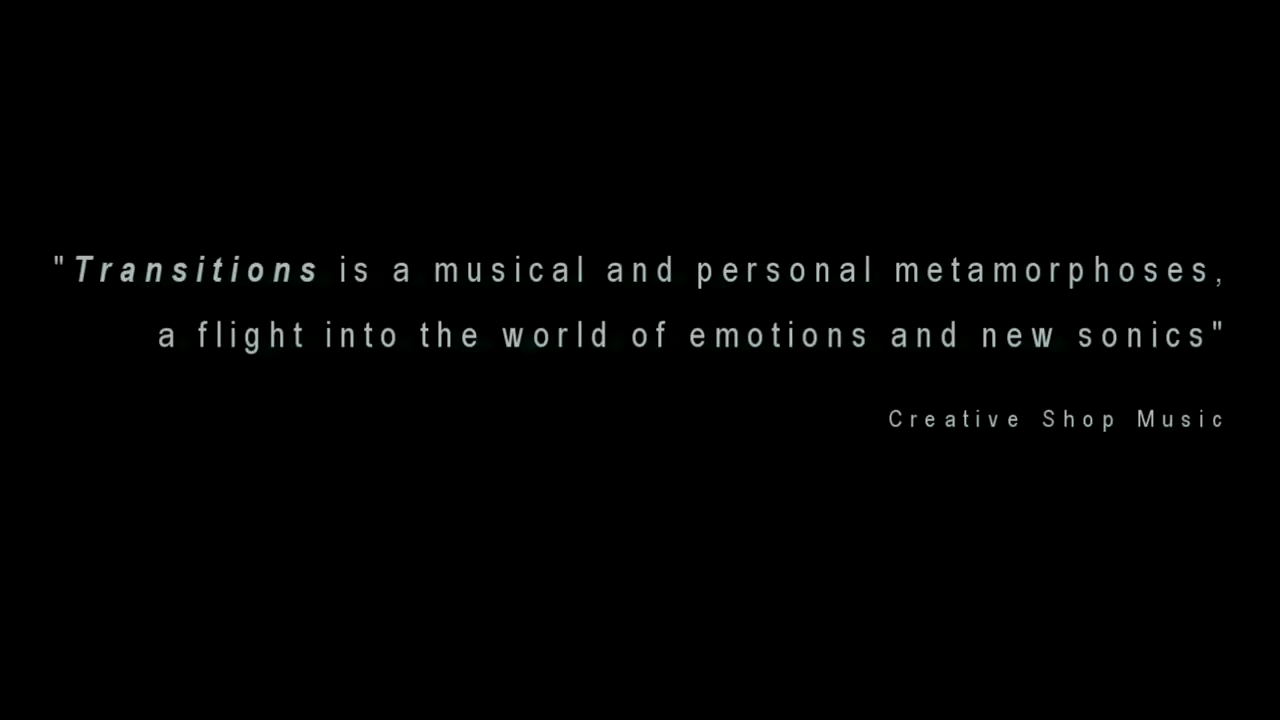 "Transitions is a musical and personal metamorphoses,
a flight into the world of emotions and new sonics"
Creative Shop Music